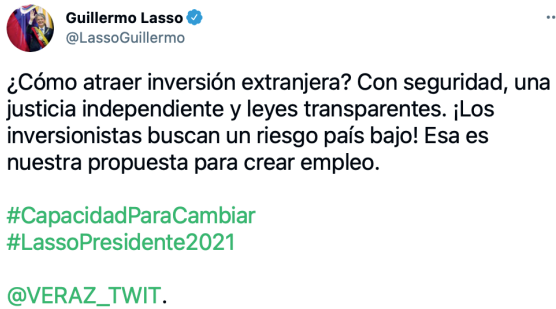 Guillermo Lasso
@LassoGuillermo
¿Cómo atraer inversión extranjera? Con seguridad, una
justicia independiente y leyes transparentes. ¡Los
inversionistas buscan un riesgo país bajo! Esa es
nuestra propuesta para crear empleo.
#CapacidadParaCambiar
#LassoPresidente2021
@VERAZ_TWIT.